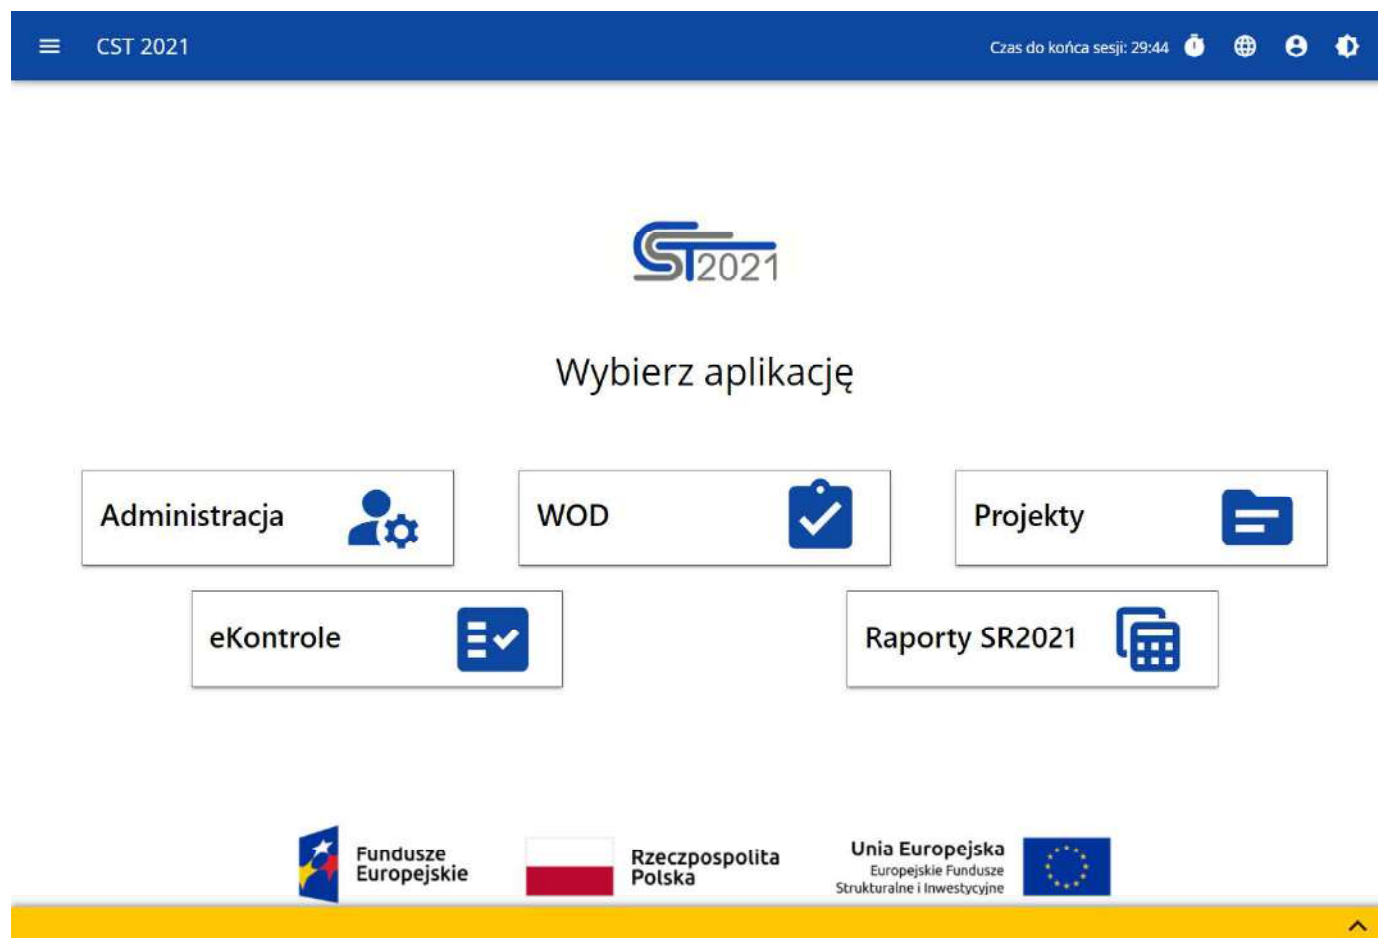 CST 2021
Czas do końca sesji: 29:44
CST2021
Wybierz aplikację
Administracja
WOD
Projekty
eKontrole
Raporty SR2021
Fundusze
Europejskie
Rzeczpospolita
Polska
Unia Europejska
Europejskie Fundusze
Strukturalne i Inwestycyjne